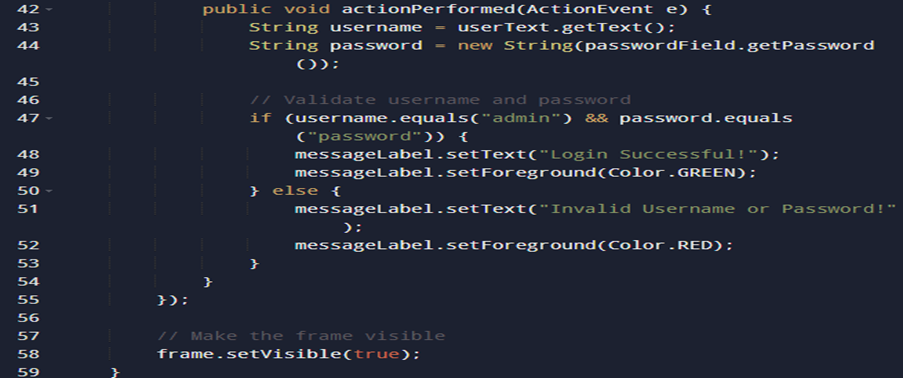 42 public void actionPerformed(ActionEvent e) {
43 String username = userText.getText();
44 String password = new String(passwordField.getPassword
());
45
46 // Validate username and password
47 if (username.equals("admin") && password.equals
("password")) {
48 messageLabel.setText("Login Successful!");
49 messageLabel.setForeground(Color.GREEN);
50 } else {
51 messageLabel.setText("Invalid Username or Password!"
);
52 messageLabel.setForeground(Color.RED);
53 }
54 }
55 });
56
57 // Make the frame visible
58 frame.setVisible(true);
59 }